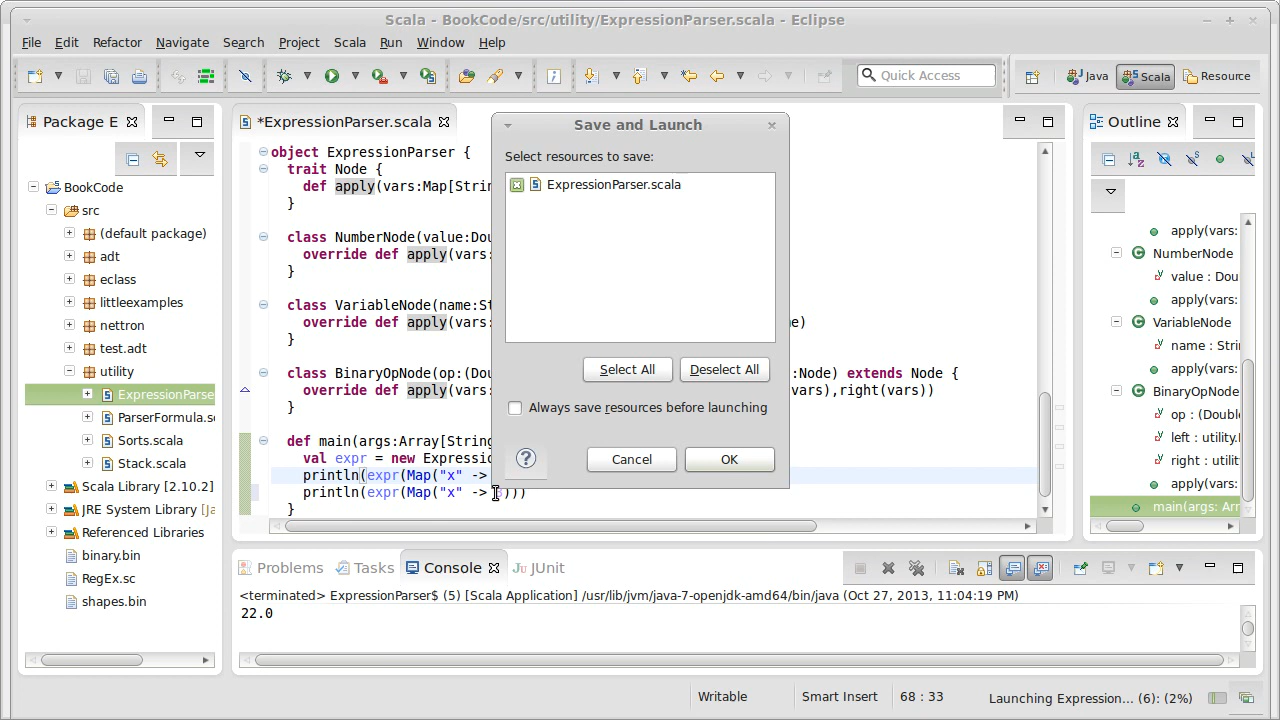 Scala - BookCode/src/utility/ExpressionParser.scala - Eclipse
File Edit Refactor Navigate Search Project Scala Run Window Help
Quick Access
Java
Scala
Resource
Package E
*ExpressionParser.scala
Outline
BookCode
src
(default package)
adt
eclass
littleexamples
nettron
test.adt
utility
ExpressionParse
ParserFormula.sc
Sorts.scala
Stack.scala
Scala Library [2.10.2]
JRE System Library [Ja
Referenced Libraries
binary.bin
RegEx.sc
shapes.bin
object ExpressionParser {
trait Node {
def apply(vars:Map[Strin
}
class NumberNode(value:Dou
override def apply(vars:
}
class VariableNode(name:St
override def apply(vars: e)
}
class BinaryOpNode(op:(Dou :Node) extends Node {
override def apply(vars: vars),right(vars))
}
def main(args:Array[String
val expr = new Expressio
println(expr(Map("x" ->
println(expr(Map("x" -> )))
}
Save and Launch
Select resources to save:
ExpressionParser.scala
Select All
Deselect All
Always save resources before launching
Cancel
OK
apply(vars:
NumberNode
value : Dou
apply(vars:
VariableNode
name : Strin
apply(vars:
BinaryOpNode
op : (Double
left : utility.
right : utilit
apply(vars:
main(args: Arr
Problems
Tasks
Console
JUnit
<terminated> ExpressionParser$ (5) [Scala Application] /usr/lib/jvm/java-7-openjdk-amd64/bin/java (Oct 27, 2013, 11:04:19 PM)
22.0
Writable
Smart Insert
68 : 33
Launching Expression... (6): (2%)